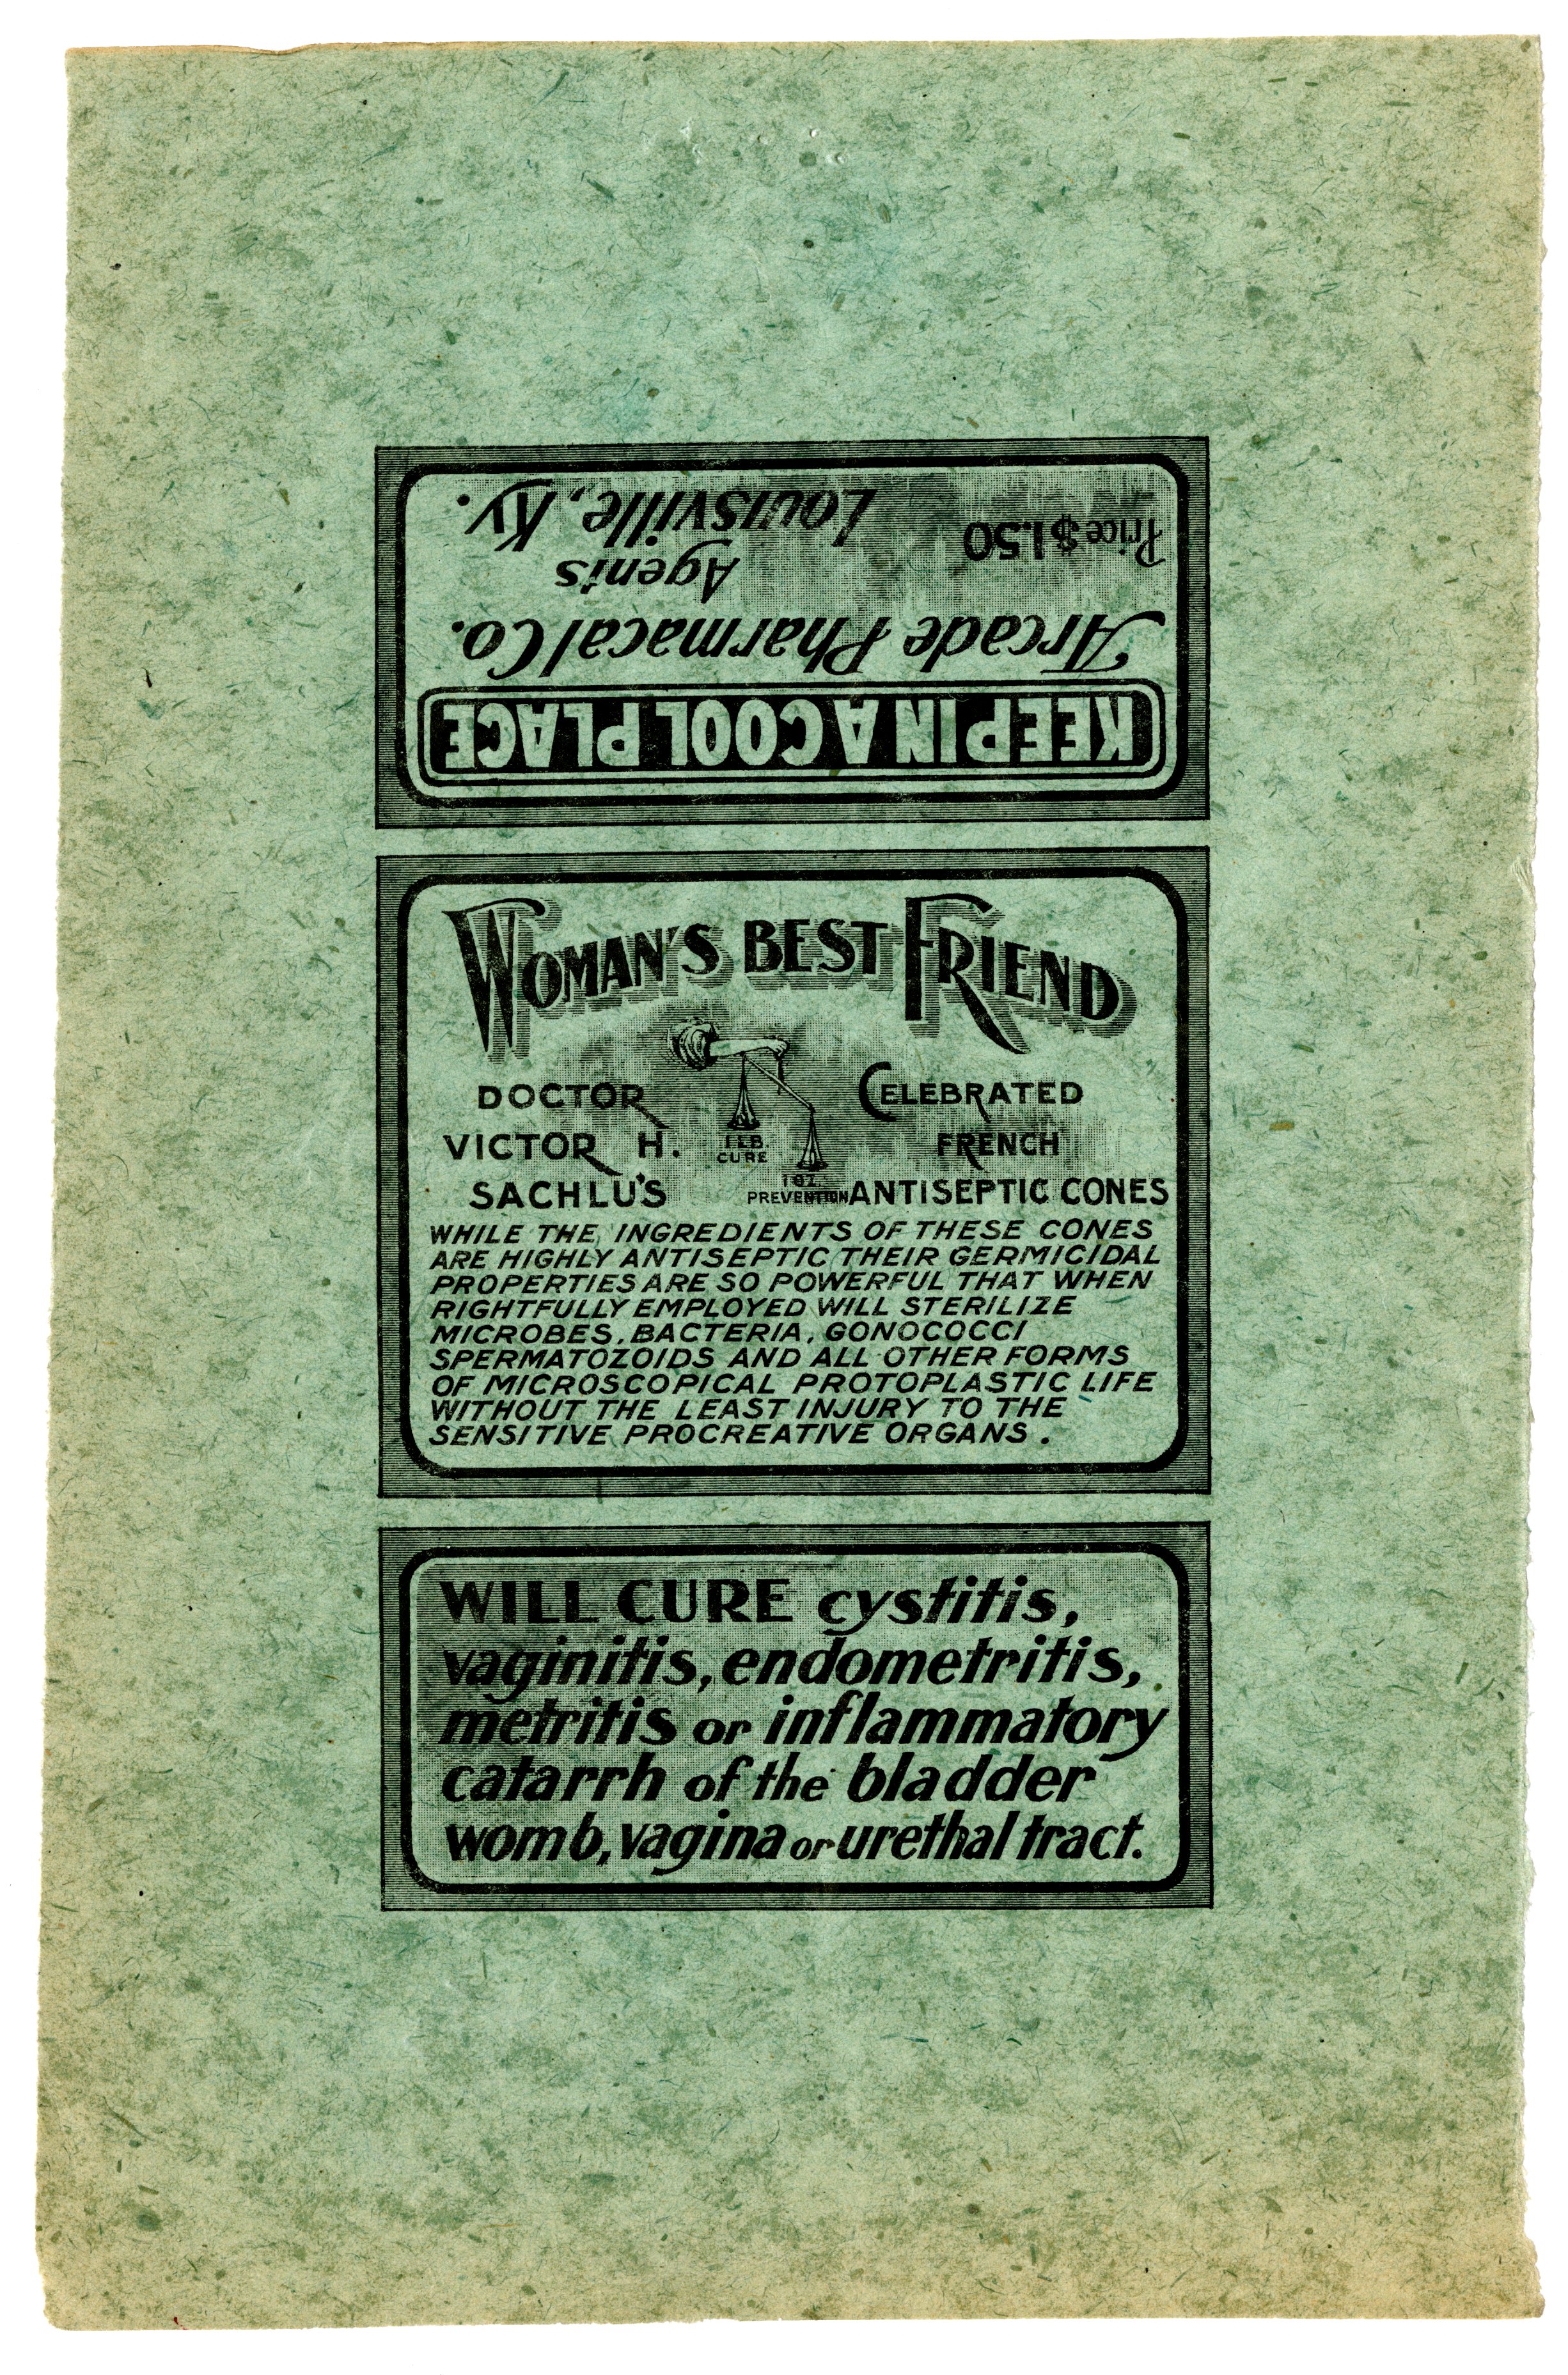 KEEP IN A COOL PLACE
Arcade Pharmacal Co.
Agents
Price $1.50 Louisville, Ky.
WOMAN'S BEST FRIEND
DOCTOR
VICTOR H.
SACHLU'S
1 LB.
CURE
1 OZ.
PREVENTION
CELEBRATED
FRENCH
ANTISEPTIC CONES
WHILE THE INGREDIENTS OF THESE CONES
ARE HIGHLY ANTISEPTIC THEIR GERMICIDAL
PROPERTIES ARE SO POWERFUL THAT WHEN
RIGHTFULLY EMPLOYED WILL STERILIZE
MICROBES, BACTERIA, GONOCOCCI
SPERMATOZOIDS AND ALL OTHER FORMS
OF MICROSCOPICAL PROTOPLASTIC LIFE
WITHOUT THE LEAST INJURY TO THE
SENSITIVE PROCREATIVE ORGANS.
WILL CURE cystitis,
vaginitis, endometritis,
metritis or inflammatory
catarrh of the bladder
womb, vagina or urethal tract.